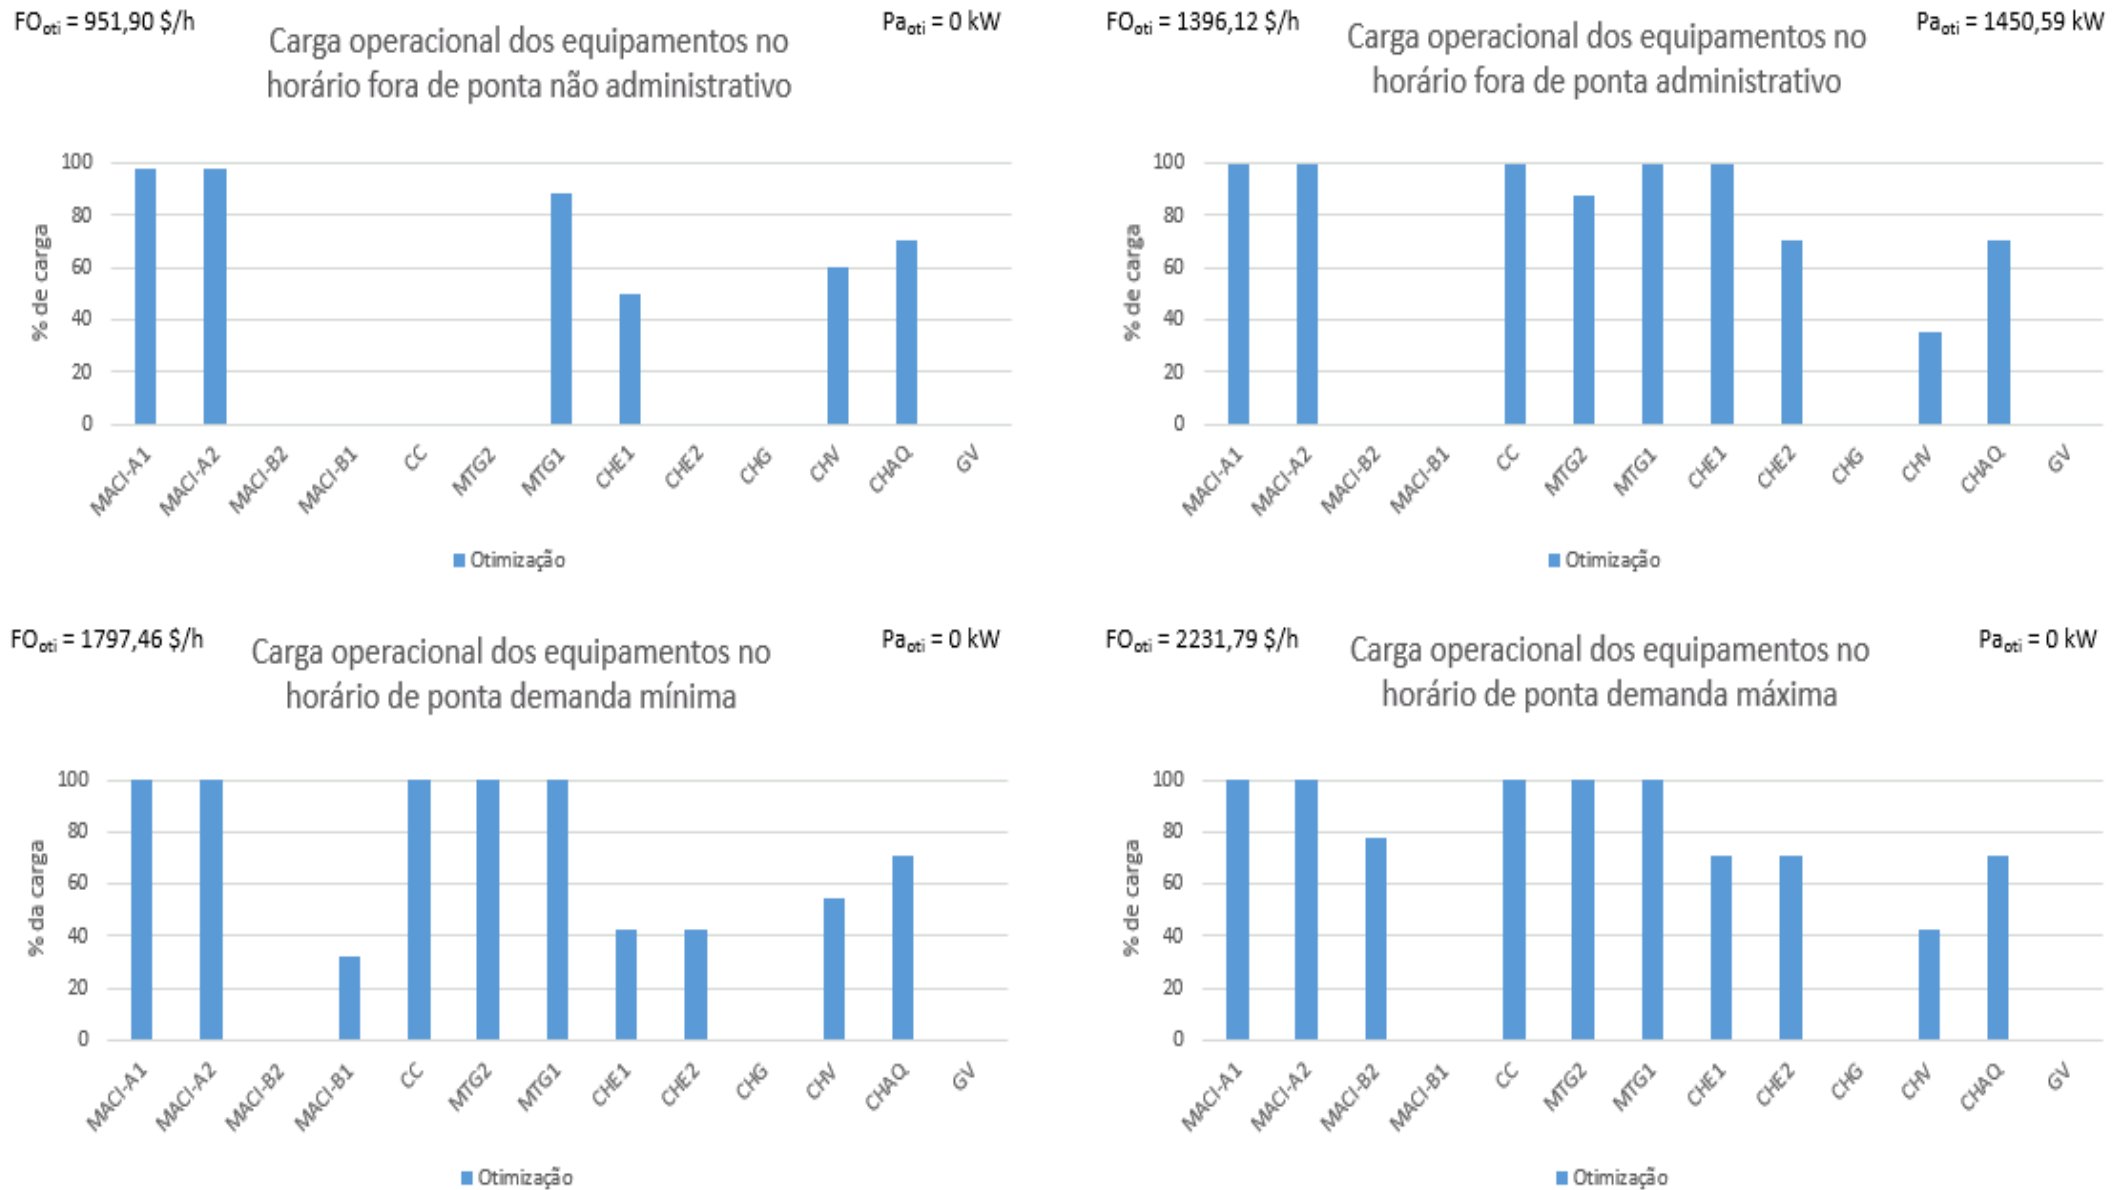 FOoti = 951,90 $/h
Paoti = 0 kW
Carga operacional dos equipamentos no
horário fora de ponta não administrativo
% de carga
100
80
60
40
20
0
MACI-A1
MACI-A2
MACI-B2
MACI-B1
CC
MTG2
MTG1
CHE1
CHE2
CHG
CHV
CHAQ
GV
Otimização
FOoti = 1396,12 $/h
Paoti = 1450,59 kW
Carga operacional dos equipamentos no
horário fora de ponta administrativo
% de carga
100
80
60
40
20
0
MACI-A1
MACI-A2
MACI-B2
MACI-B1
CC
MTG2
MTG1
CHE1
CHE2
CHG
CHV
CHAQ
GV
Otimização
FOoti = 1797,46 $/h
Paoti = 0 kW
Carga operacional dos equipamentos no
horário de ponta demanda mínima
% da carga
100
80
60
40
20
0
MACI-A1
MACI-A2
MACI-B2
MACI-B1
CC
MTG2
MTG1
CHE1
CHE2
CHG
CHV
CHAQ
GV
Otimização
FOoti = 2231,79 $/h
Paoti = 0 kW
Carga operacional dos equipamentos no
horário de ponta demanda máxima
% de carga
100
80
60
40
20
0
MACI-A1
MACI-A2
MACI-B2
MACI-B1
CC
MTG2
MTG1
CHE1
CHE2
CHG
CHV
CHAQ
GV
Otimização